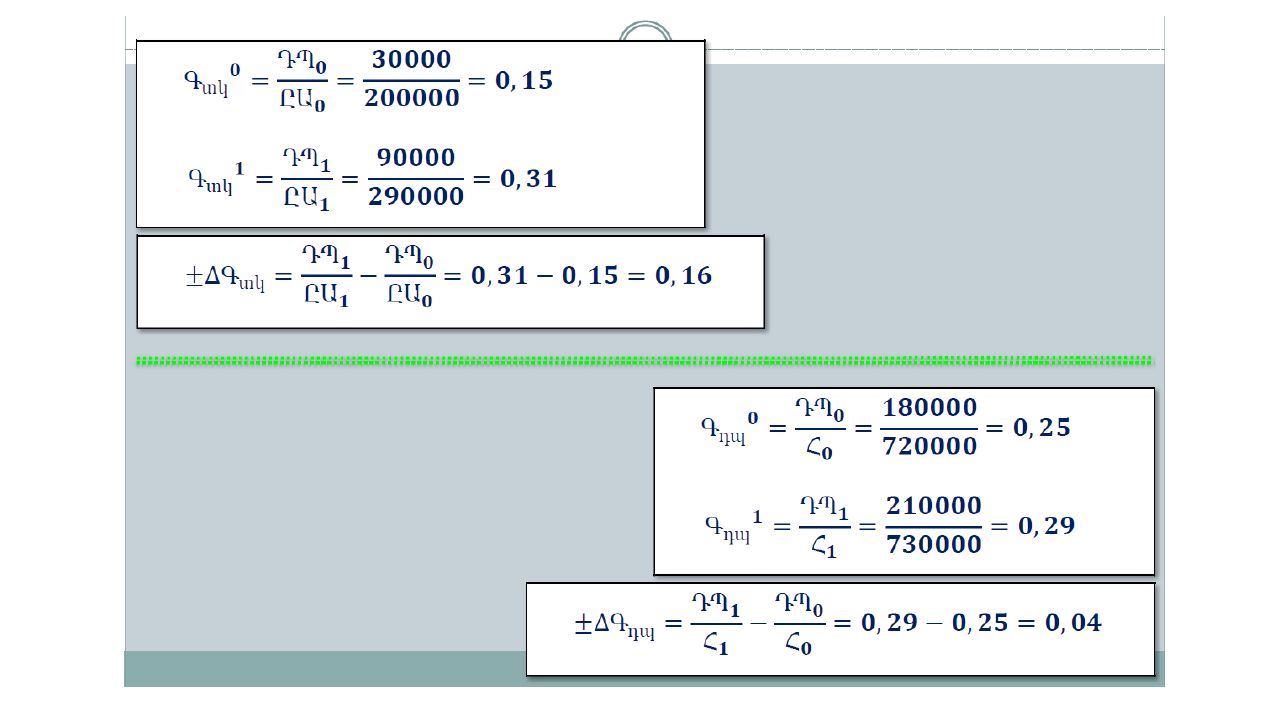 Գտկ⁰ = ԴՊ₀/ԸԱ₀ = 30000/200000 = 0,15
Գտկ¹ = ԴՊ₁/ԸԱ₁ = 90000/290000 = 0,31
±ΔԳտկ = ԴՊ₁/ԸԱ₁ − ԴՊ₀/ԸԱ₀ = 0,31 − 0,15 = 0,16
Գդպ⁰ = ԴՊ₀/Հ₀ = 180000/720000 = 0,25
Գդպ¹ = ԴՊ₁/Հ₁ = 210000/730000 = 0,29
±ΔԳդպ = ԴՊ₁/Հ₁ − ԴՊ₀/Հ₀ = 0,29 − 0,25 = 0,04